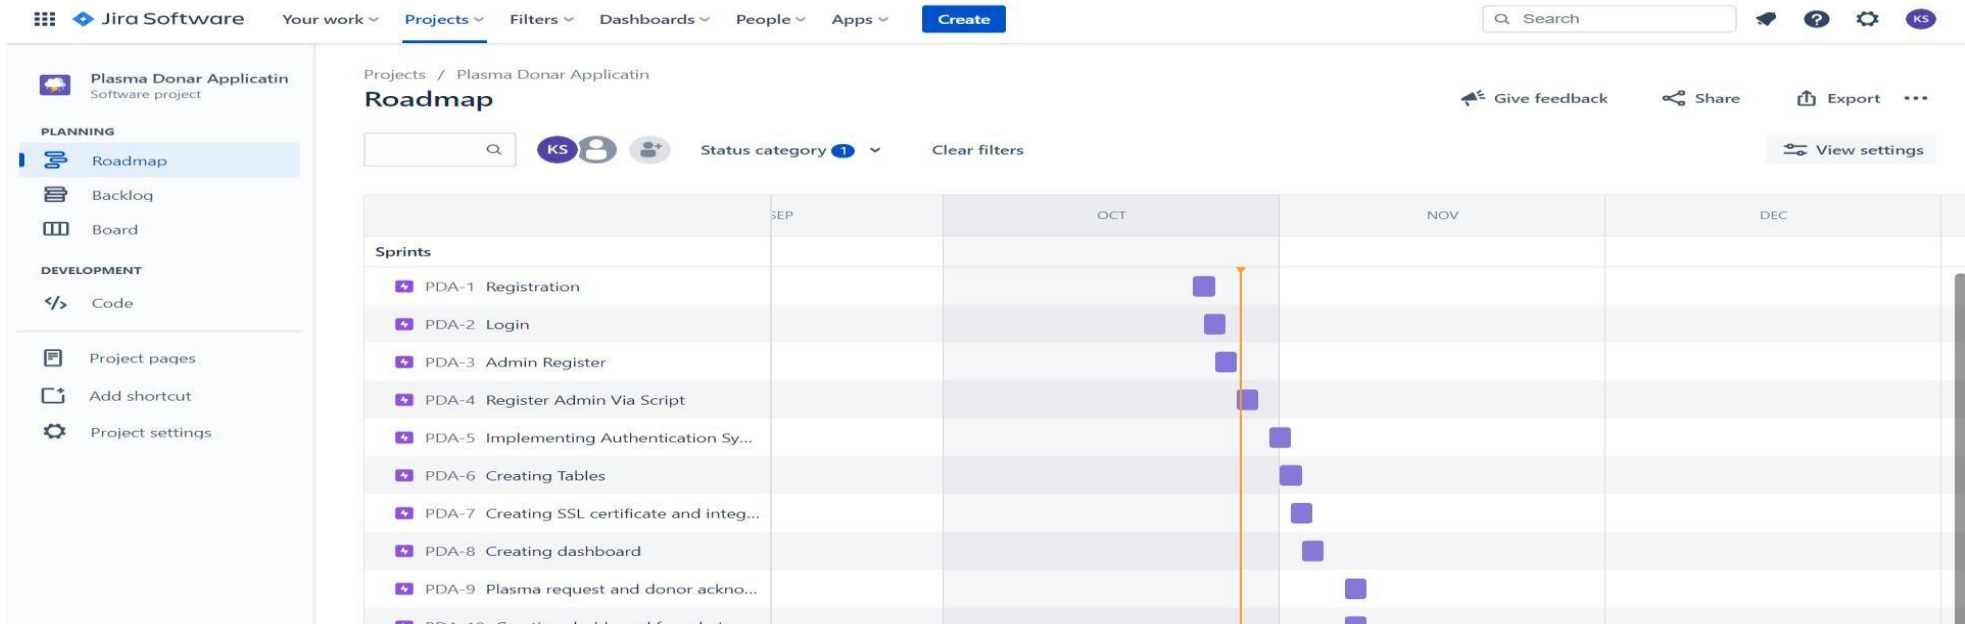 Jira Software Your work Projects Filters Dashboards People Apps Create Search KS
Plasma Donar Applicatin
Software project
PLANNING
Roadmap
Backlog
Board
DEVELOPMENT
Code
Project pages
Add shortcut
Project settings
Projects / Plasma Donar Applicatin
Roadmap
Give feedback Share Export
KS Status category 1 Clear filters View settings
SEP OCT NOV DEC
Sprints
PDA-1 Registration
PDA-2 Login
PDA-3 Admin Register
PDA-4 Register Admin Via Script
PDA-5 Implementing Authentication Sy...
PDA-6 Creating Tables
PDA-7 Creating SSL certificate and integ...
PDA-8 Creating dashboard
PDA-9 Plasma request and donor ackno...